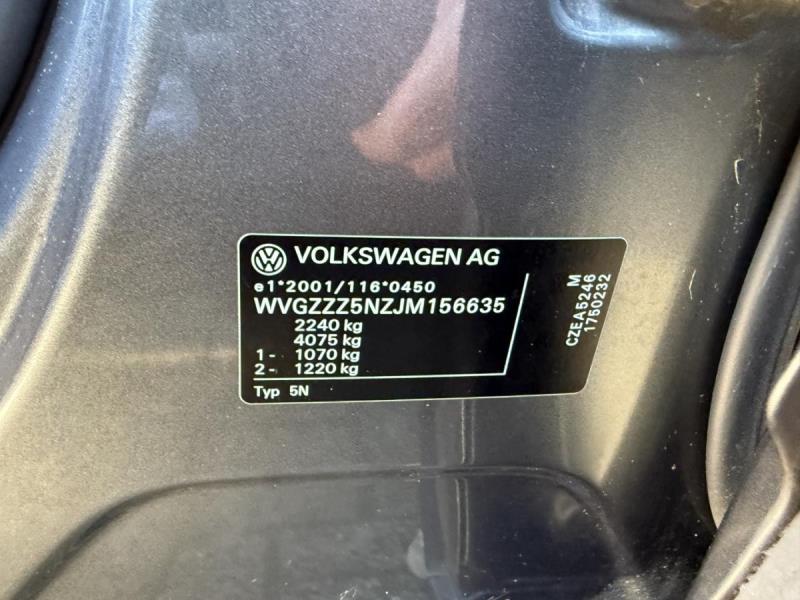 VOLKSWAGEN AG
e1*2001/116*0450
WVGZZZ5NZJM156635
2240 kg
4075 kg
1- 1070 kg
2- 1220 kg
Typ 5N
CZEA5246 M
1750232